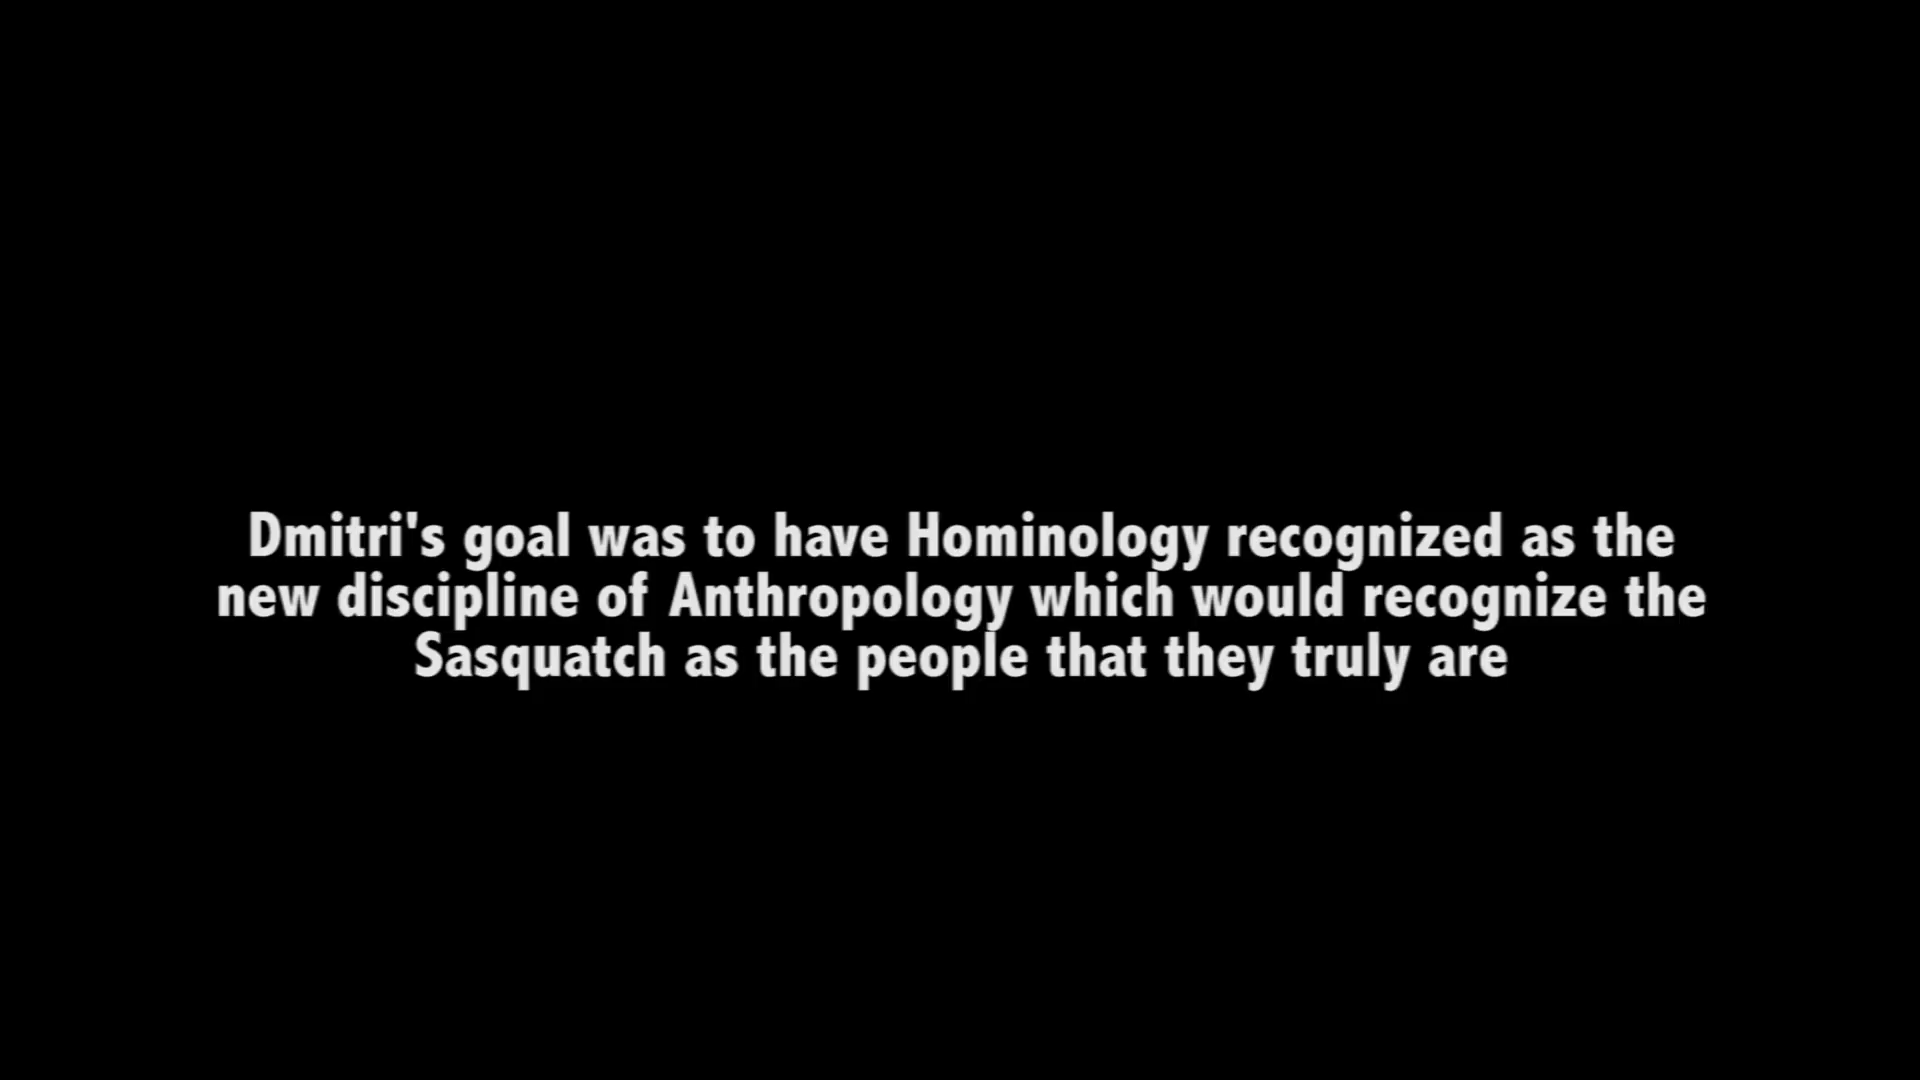 Dmitri's goal was to have Hominology recognized as the
new discipline of Anthropology which would recognize the
Sasquatch as the people that they truly are